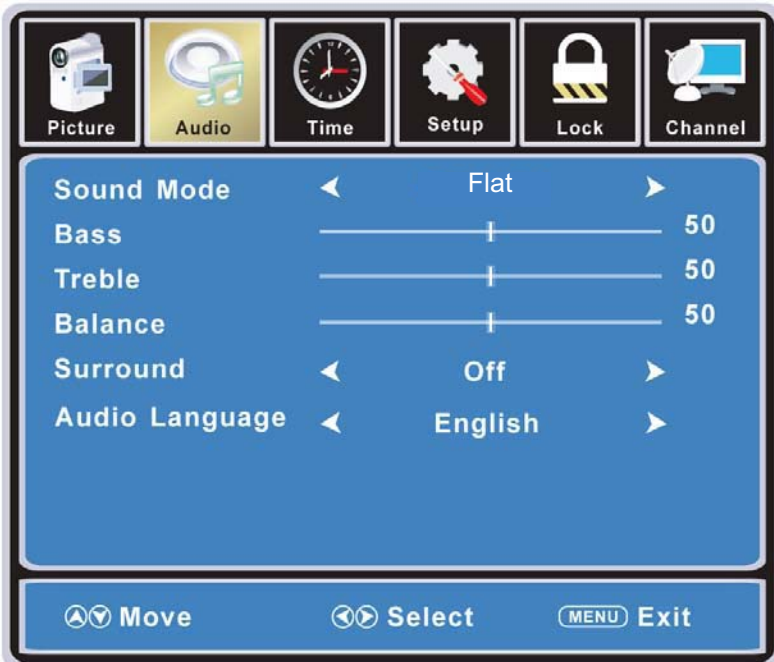 Picture Audio Time Setup Lock Channel
Sound Mode Flat
Bass 50
Treble 50
Balance 50
Surround Off
Audio Language English
Move Select MENU Exit